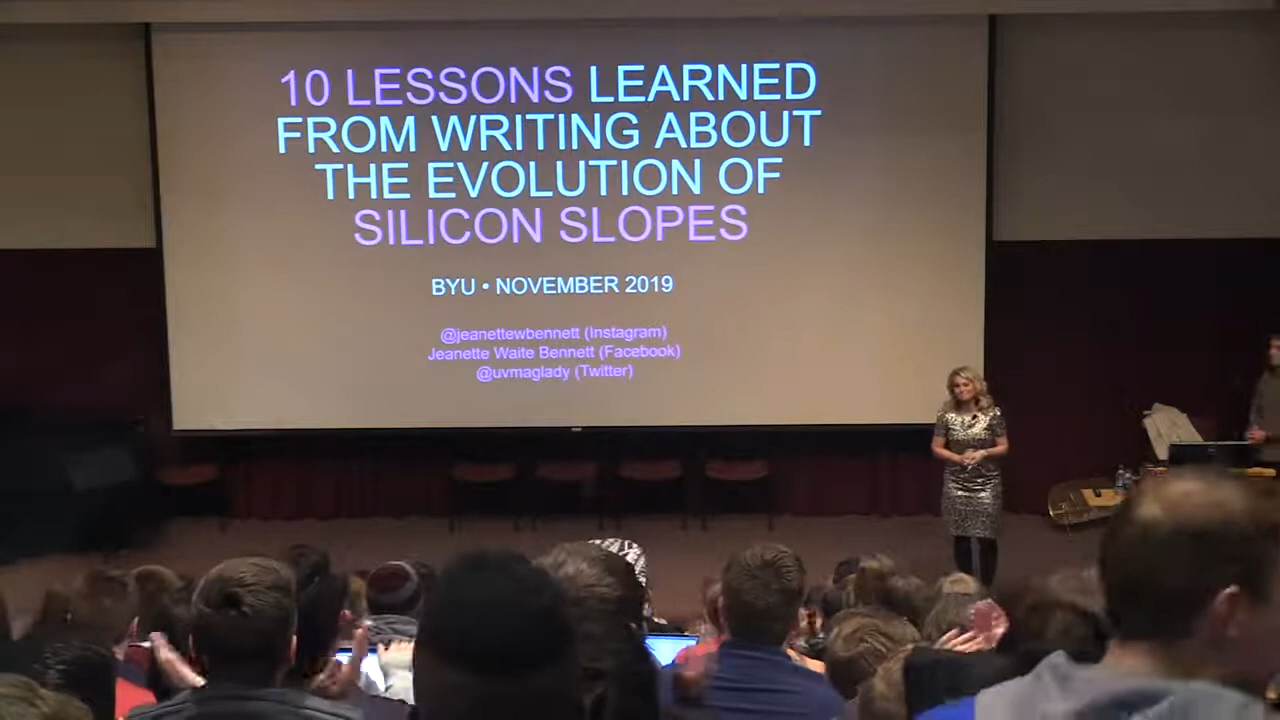 10 LESSONS LEARNED
FROM WRITING ABOUT
THE EVOLUTION OF
SILICON SLOPES
BYU • NOVEMBER 2019
@jeanettewbennett (Instagram)
Jeanette Waite Bennett (Facebook)
@uvmaglady (Twitter)